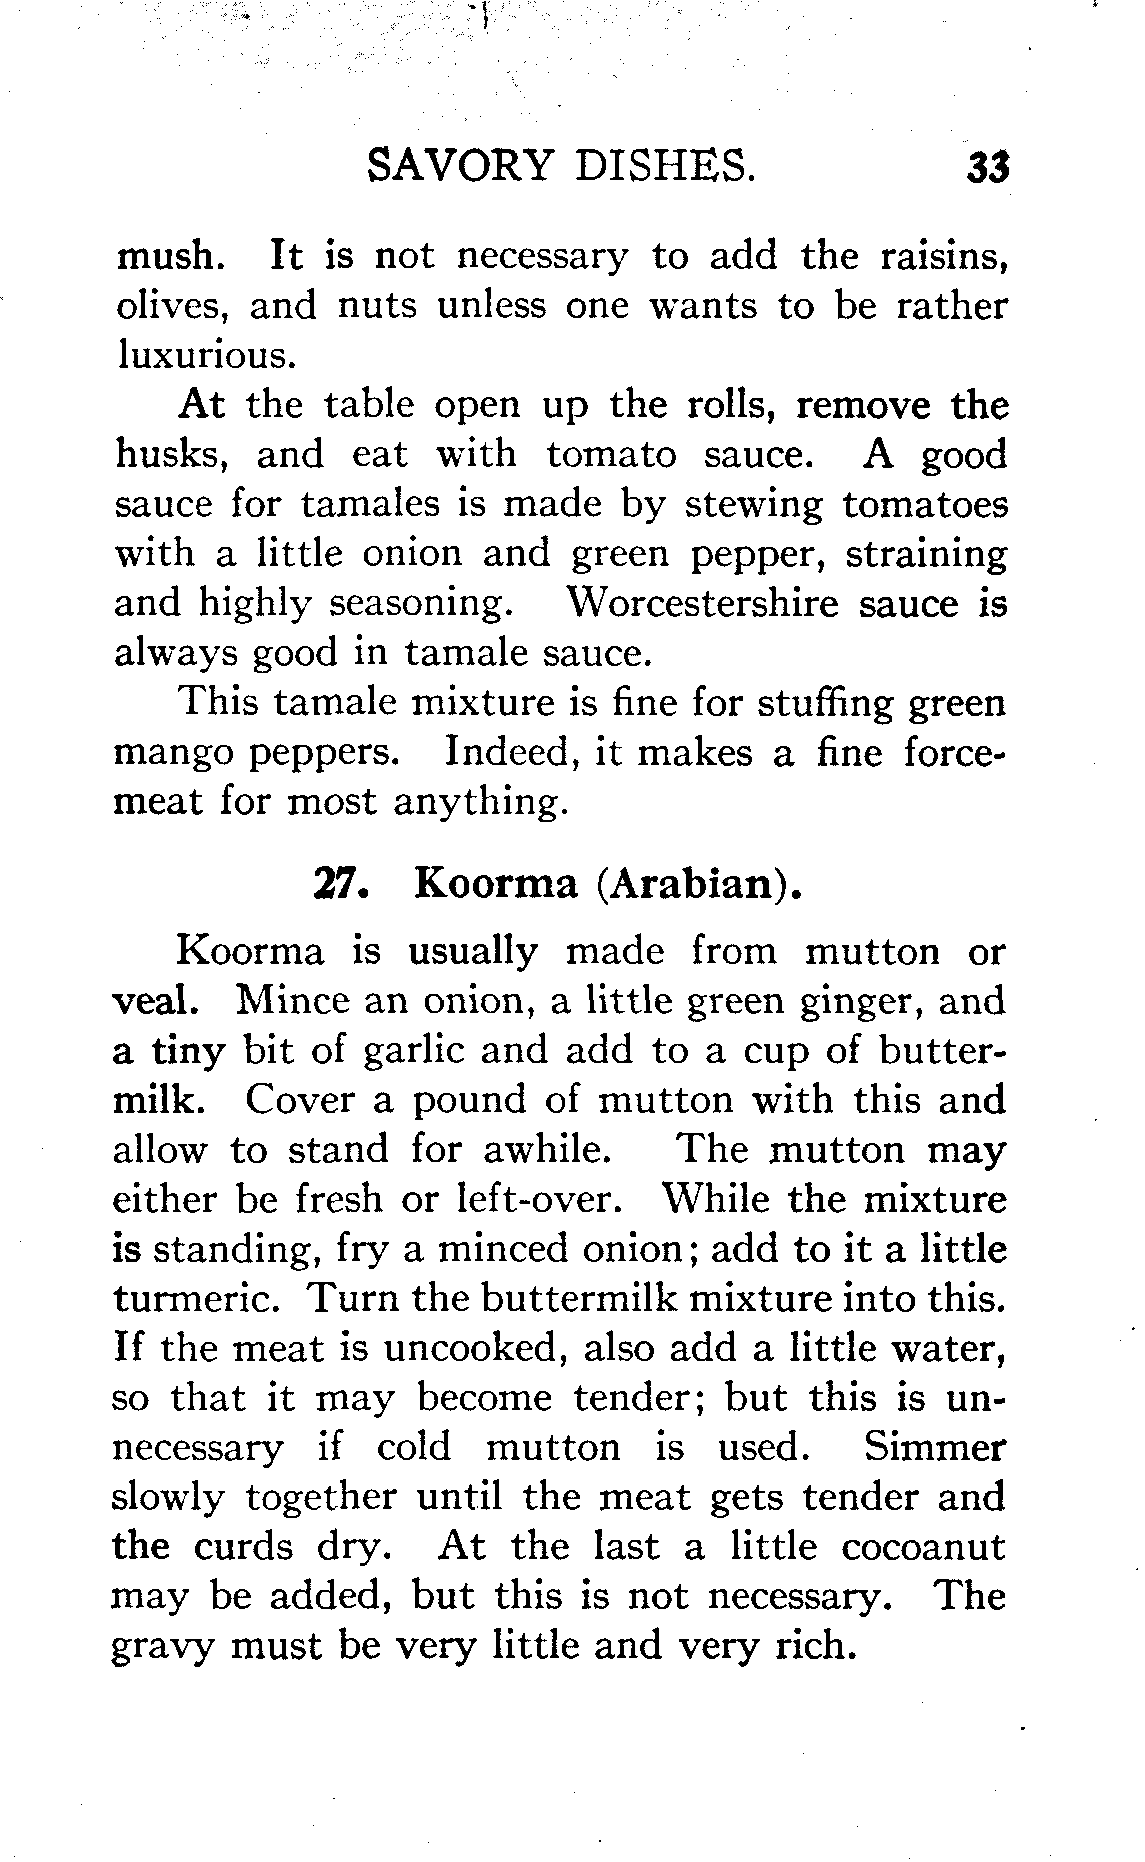 SAVORY DISHES. 33
mush. It is not necessary to add the raisins,
olives, and nuts unless one wants to be rather
luxurious.
At the table open up the rolls, remove the
husks, and eat with tomato sauce. A good
sauce for tamales is made by stewing tomatoes
with a little onion and green pepper, straining
and highly seasoning. Worcestershire sauce is
always good in tamale sauce.
This tamale mixture is fine for stuffing green
mango peppers. Indeed, it makes a fine force-
meat for most anything.
27. Koorma (Arabian).
Koorma is usually made from mutton or
veal. Mince an onion, a little green ginger, and
a tiny bit of garlic and add to a cup of butter-
milk. Cover a pound of mutton with this and
allow to stand for awhile. The mutton may
either be fresh or left-over. While the mixture
is standing, fry a minced onion; add to it a little
turmeric. Turn the buttermilk mixture into this.
If the meat is uncooked, also add a little water,
so that it may become tender; but this is un-
necessary if cold mutton is used. Simmer
slowly together until the meat gets tender and
the curds dry. At the last a little cocoanut
may be added, but this is not necessary. The
gravy must be very little and very rich.